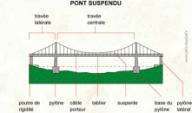 PONT SUSPENDU
travée latérale
travée centrale
poutre de rigidité
pylône
câble porteur
tablier
suspente
base du pylône
pylône latéral